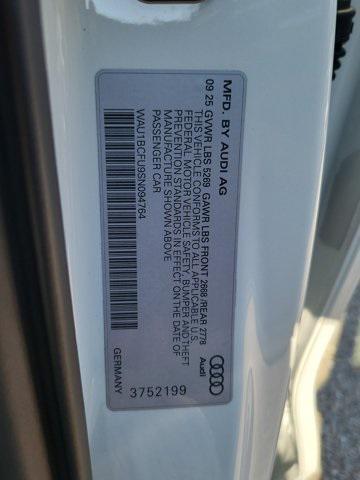 MFD. BY AUDI AG
09 25 GVWR LBS 5269 GAWR LBS FRONT 2668 /REAR 2778
THIS VEHICLE CONFORMS TO ALL APPLICABLE U.S.
FEDERAL MOTOR VEHICLE SAFETY, BUMPER AND THEFT
PREVENTION STANDARDS IN EFFECT ON THE DATE OF
MANUFACTURE SHOWN ABOVE
PASSENGER CAR
WAU1BCFU9SN094764
Audi
GERMANY
3752199